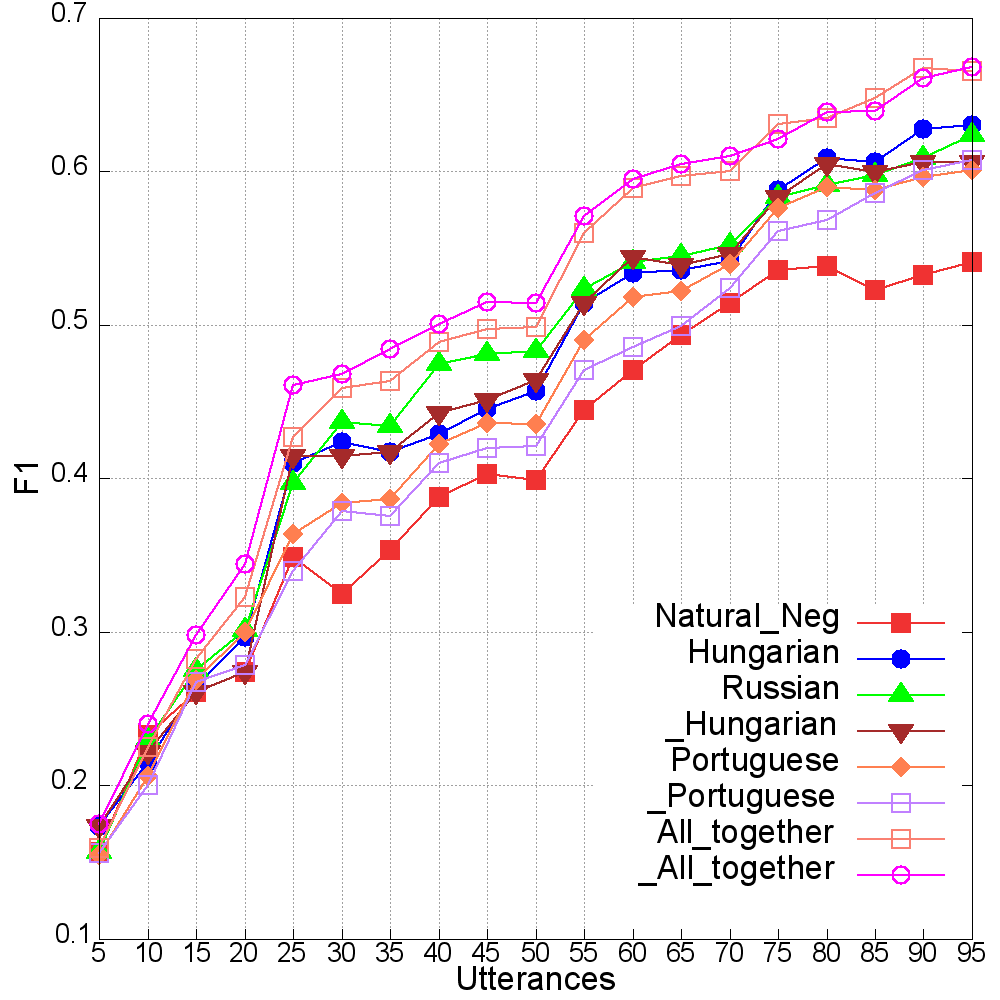 0.7
0.6
0.5
0.4
0.3
0.2
0.1
F1
Natural_Neg
Hungarian
Russian
_Hungarian
Portuguese
_Portuguese
All_together
_All_together
5 10 15 20 25 30 35 40 45 50 55 60 65 70 75 80 85 90 95
Utterances